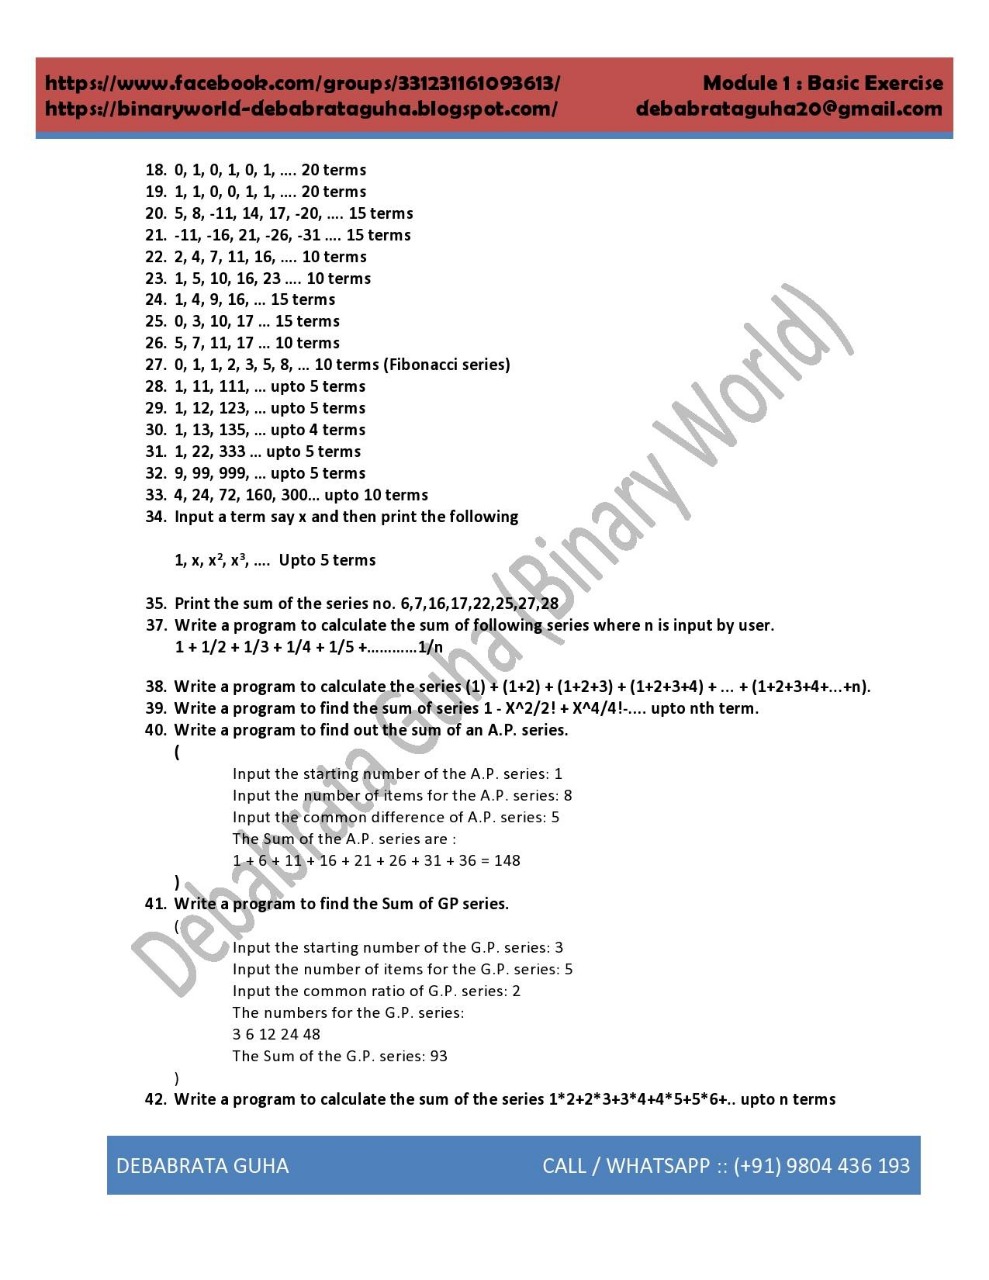 https://www.facebook.com/groups/331231161093613/ Module 1 : Basic Exercise
https://binaryworld-debabrataguha.blogspot.com/ debabrataguha20@gmail.com
18. 0, 1, 0, 1, 0, 1, .... 20 terms
19. 1, 1, 0, 0, 1, 1, .... 20 terms
20. 5, 8, -11, 14, 17, -20, .... 15 terms
21. -11, -16, 21, -26, -31 .... 15 terms
22. 2, 4, 7, 11, 16, .... 10 terms
23. 1, 5, 10, 16, 23 .... 10 terms
24. 1, 4, 9, 16, ... 15 terms
25. 0, 3, 10, 17 ... 15 terms
26. 5, 7, 11, 17 ... 10 terms
27. 0, 1, 1, 2, 3, 5, 8, ... 10 terms (Fibonacci series)
28. 1, 11, 111, ... upto 5 terms
29. 1, 12, 123, ... upto 5 terms
30. 1, 13, 135, ... upto 4 terms
31. 1, 22, 333 ... upto 5 terms
32. 9, 99, 999, ... upto 5 terms
33. 4, 24, 72, 160, 300... upto 10 terms
34. Input a term say x and then print the following
1, x, x², x³, .... Upto 5 terms
35. Print the sum of the series no. 6,7,16,17,22,25,27,28
37. Write a program to calculate the sum of following series where n is input by user.
1 + 1/2 + 1/3 + 1/4 + 1/5 +............1/n
38. Write a program to calculate the series (1) + (1+2) + (1+2+3) + (1+2+3+4) + ... + (1+2+3+4+...+n).
39. Write a program to find the sum of series 1 - X^2/2! + X^4/4!-.... upto nth term.
40. Write a program to find out the sum of an A.P. series.
(
Input the starting number of the A.P. series: 1
Input the number of items for the A.P. series: 8
Input the common difference of A.P. series: 5
The Sum of the A.P. series are :
1 + 6 + 11 + 16 + 21 + 26 + 31 + 36 = 148
)
41. Write a program to find the Sum of GP series.
(
Input the starting number of the G.P. series: 3
Input the number of items for the G.P. series: 5
Input the common ratio of G.P. series: 2
The numbers for the G.P. series:
3 6 12 24 48
The Sum of the G.P. series: 93
)
42. Write a program to calculate the sum of the series 1*2+2*3+3*4+4*5+5*6+.. upto n terms
Debabrata Guha (Binary World)
DEBABRATA GUHA CALL / WHATSAPP :: (+91) 9804 436 193